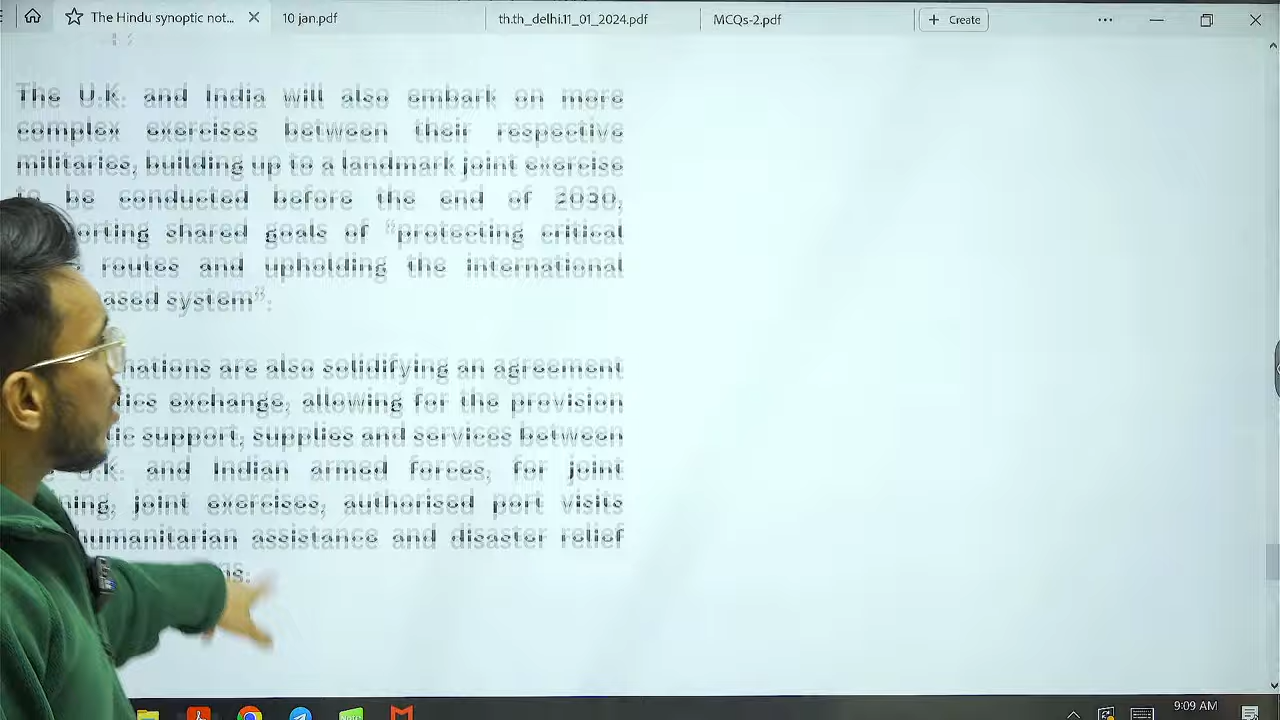 The Hindu synoptic not...
10 jan.pdf
th.th_delhi.11_01_2024.pdf
MCQs-2.pdf
+ Create
The U.K. and India will also embark on more
complex exercises between their respective
militaries, building up to a landmark joint exercise
to be conducted before the end of 2030,
orting shared goals of "protecting critical
routes and upholding the international
ased system".
nations are also solidifying an agreement
tics exchange, allowing for the provision
ic support, supplies and services between
U.K. and Indian armed forces, for joint
ning, joint exercises, authorised port visits
humanitarian assistance and disaster relief
ns.
9:09 AM